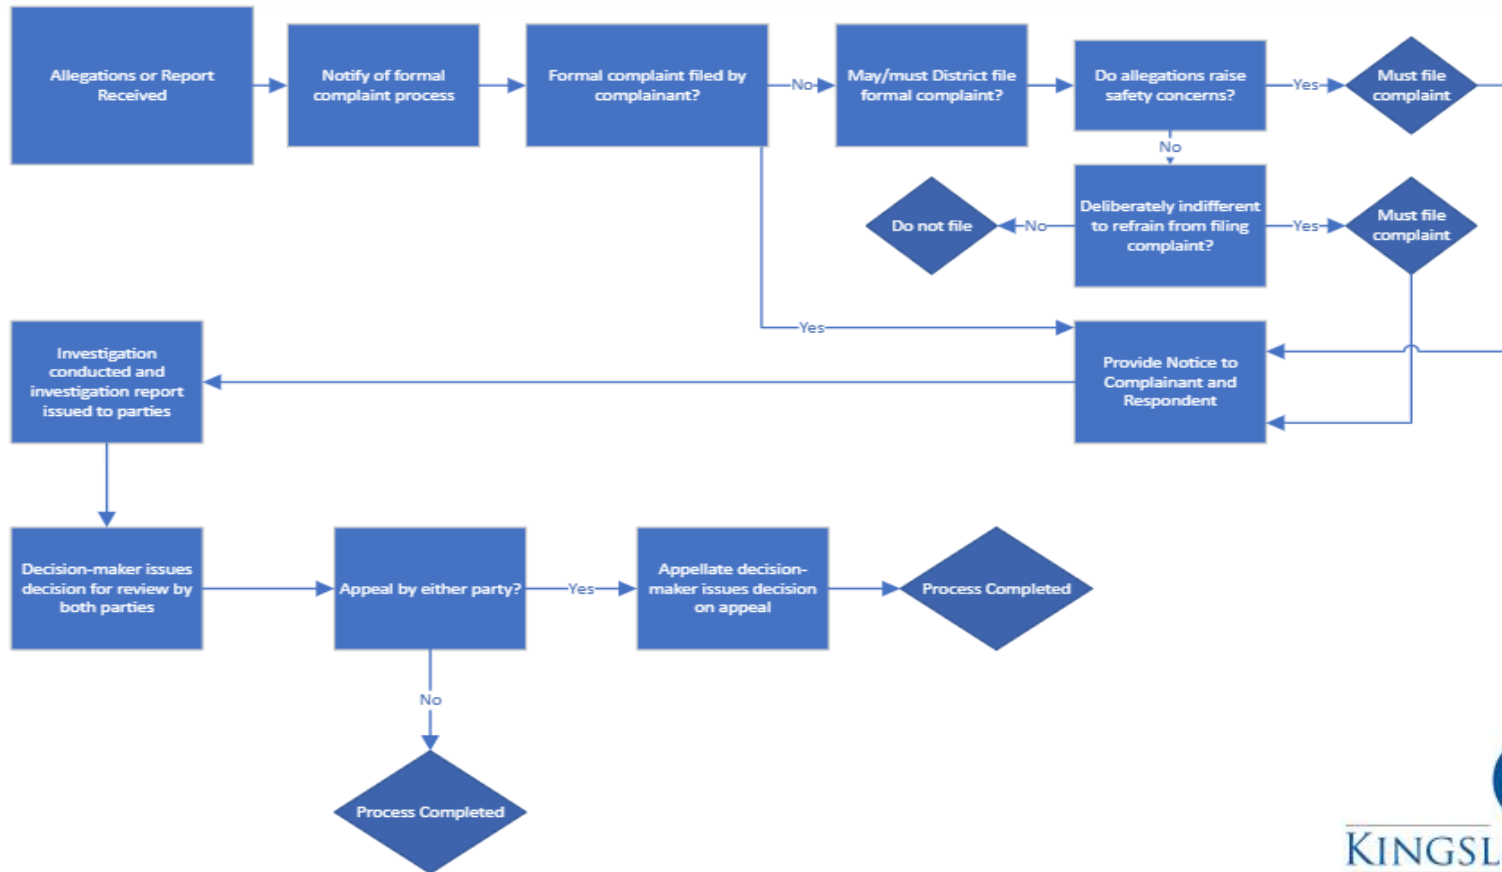 Allegations or Report
Received
Notify of formal
complaint process
Formal complaint filed by
complainant?
No
May/must District file
formal complaint?
Do allegations raise
safety concerns?
Yes
Must file
complaint
No
Do not file
No
Deliberately indifferent
to refrain from filing
complaint?
Yes
Must file
complaint
Yes
Investigation
conducted and
investigation report
issued to parties
Provide Notice to
Complainant and
Respondent
Decision-maker issues
decision for review by
both parties
Appeal by either party?
Yes
Appellate decision-
maker issues decision
on appeal
Process Completed
No
Process Completed
KINGSL